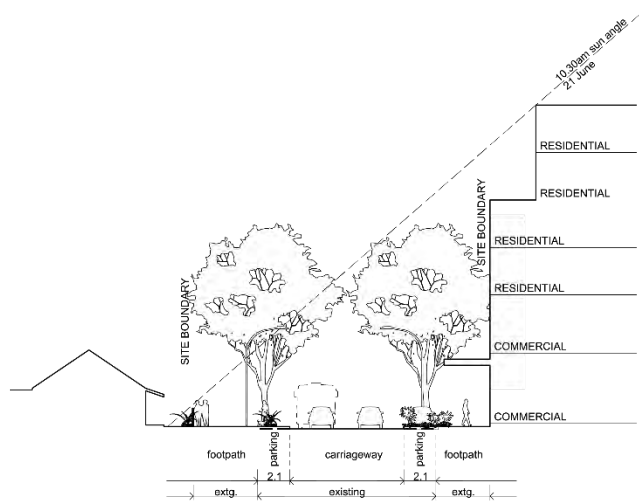 10.30am sun angle
21 June
RESIDENTIAL
RESIDENTIAL
SITE BOUNDARY
RESIDENTIAL
RESIDENTIAL
SITE BOUNDARY
COMMERCIAL
COMMERCIAL
footpath
parking
carriageway
parking
footpath
2.1
2.1
extg.
existing
extg.